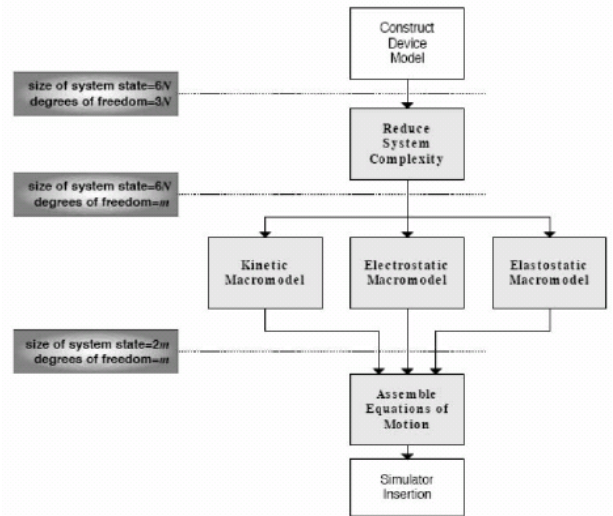 Construct
Device
Model
size of system state=6N
degrees of freedom=3N
Reduce
System
Complexity
size of system state=6N
degrees of freedom=m
Kinetic
Macromodel
Electrostatic
Macromodel
Elastostatic
Macromodel
size of system state=2m
degrees of freedom=m
Assemble
Equations of
Motion
Simulator
Insertion